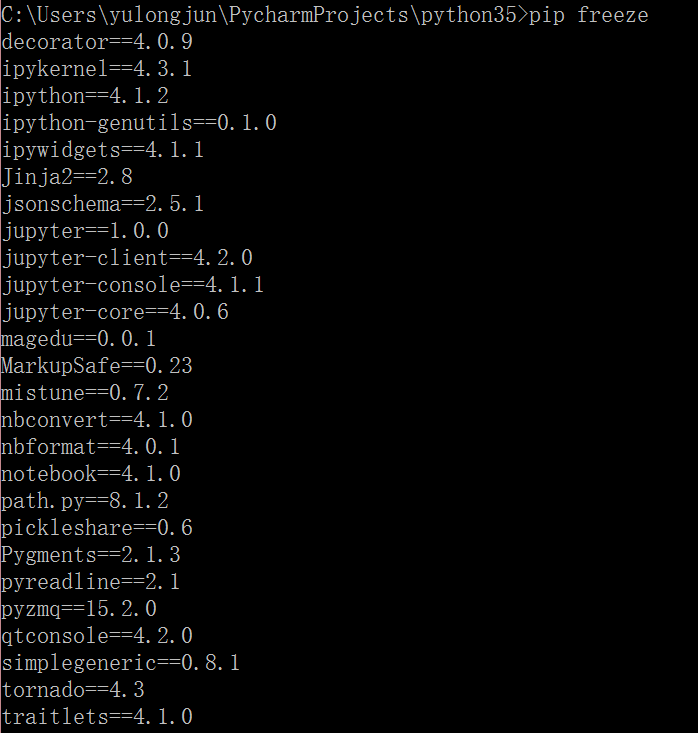 C:\Users\yulongjun\PycharmProjects\python35>pip freeze
decorator==4.0.9
ipykernel==4.3.1
ipython==4.1.2
ipython-genutils==0.1.0
ipywidgets==4.1.1
Jinja2==2.8
jsonschema==2.5.1
jupyter==1.0.0
jupyter-client==4.2.0
jupyter-console==4.1.1
jupyter-core==4.0.6
magedu==0.0.1
MarkupSafe==0.23
mistune==0.7.2
nbconvert==4.1.0
nbformat==4.0.1
notebook==4.1.0
path.py==8.1.2
pickleshare==0.6
Pygments==2.1.3
pyreadline==2.1
pyzmq==15.2.0
qtconsole==4.2.0
simplegeneric==0.8.1
tornado==4.3
traitlets==4.1.0